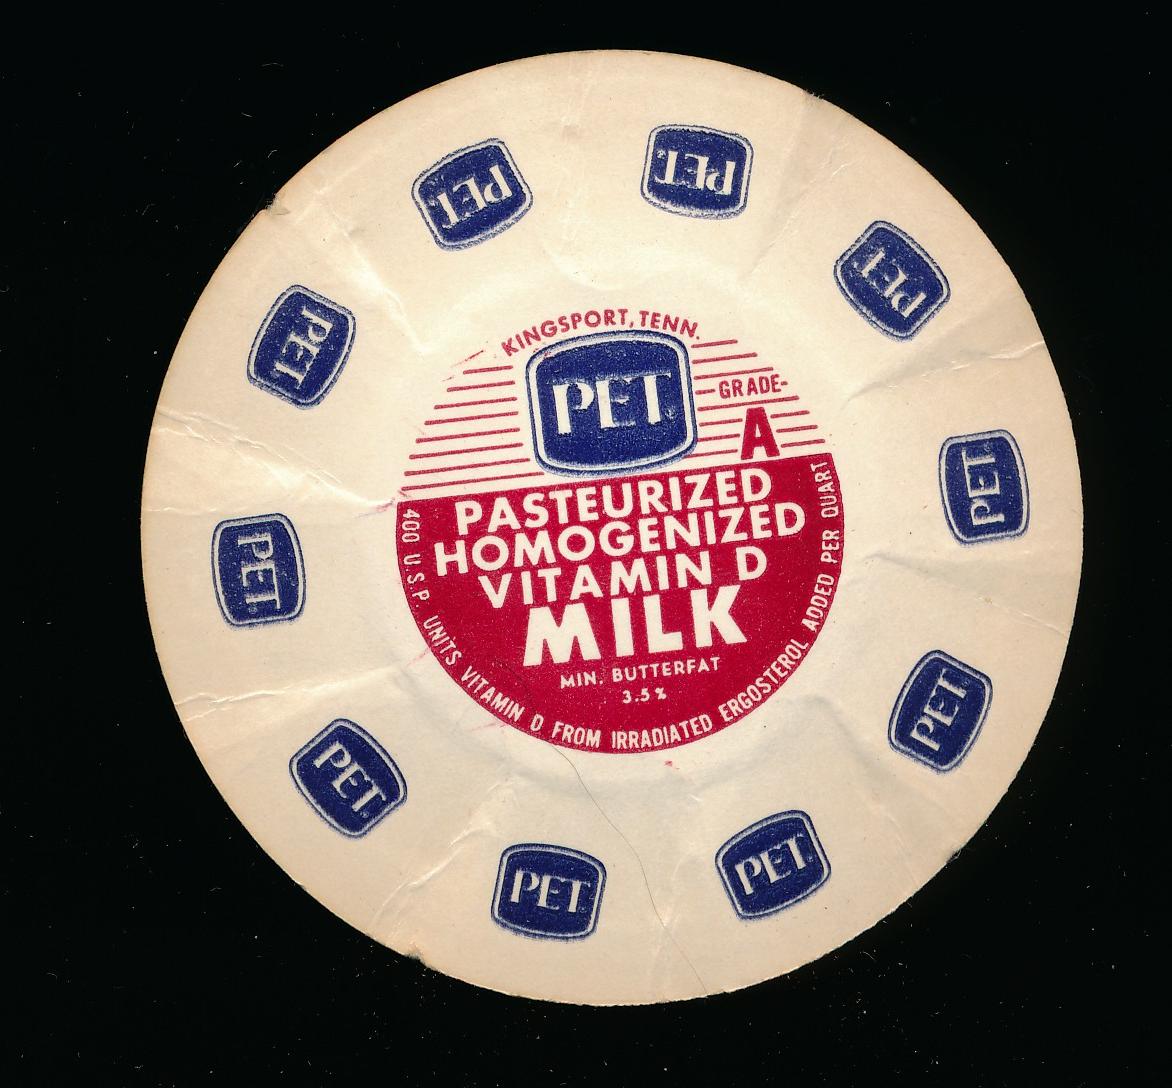 KINGSPORT, TENN.
PET
-GRADE-
A
PASTEURIZED
HOMOGENIZED
VITAMIN D
MILK
MIN. BUTTERFAT
3.5%
400 U.S.P. UNITS VITAMIN D FROM IRRADIATED ERGOSTEROL ADDED PER QUART
PET
PET
PET
PET
PET
PET
PET
PET
PET
PET